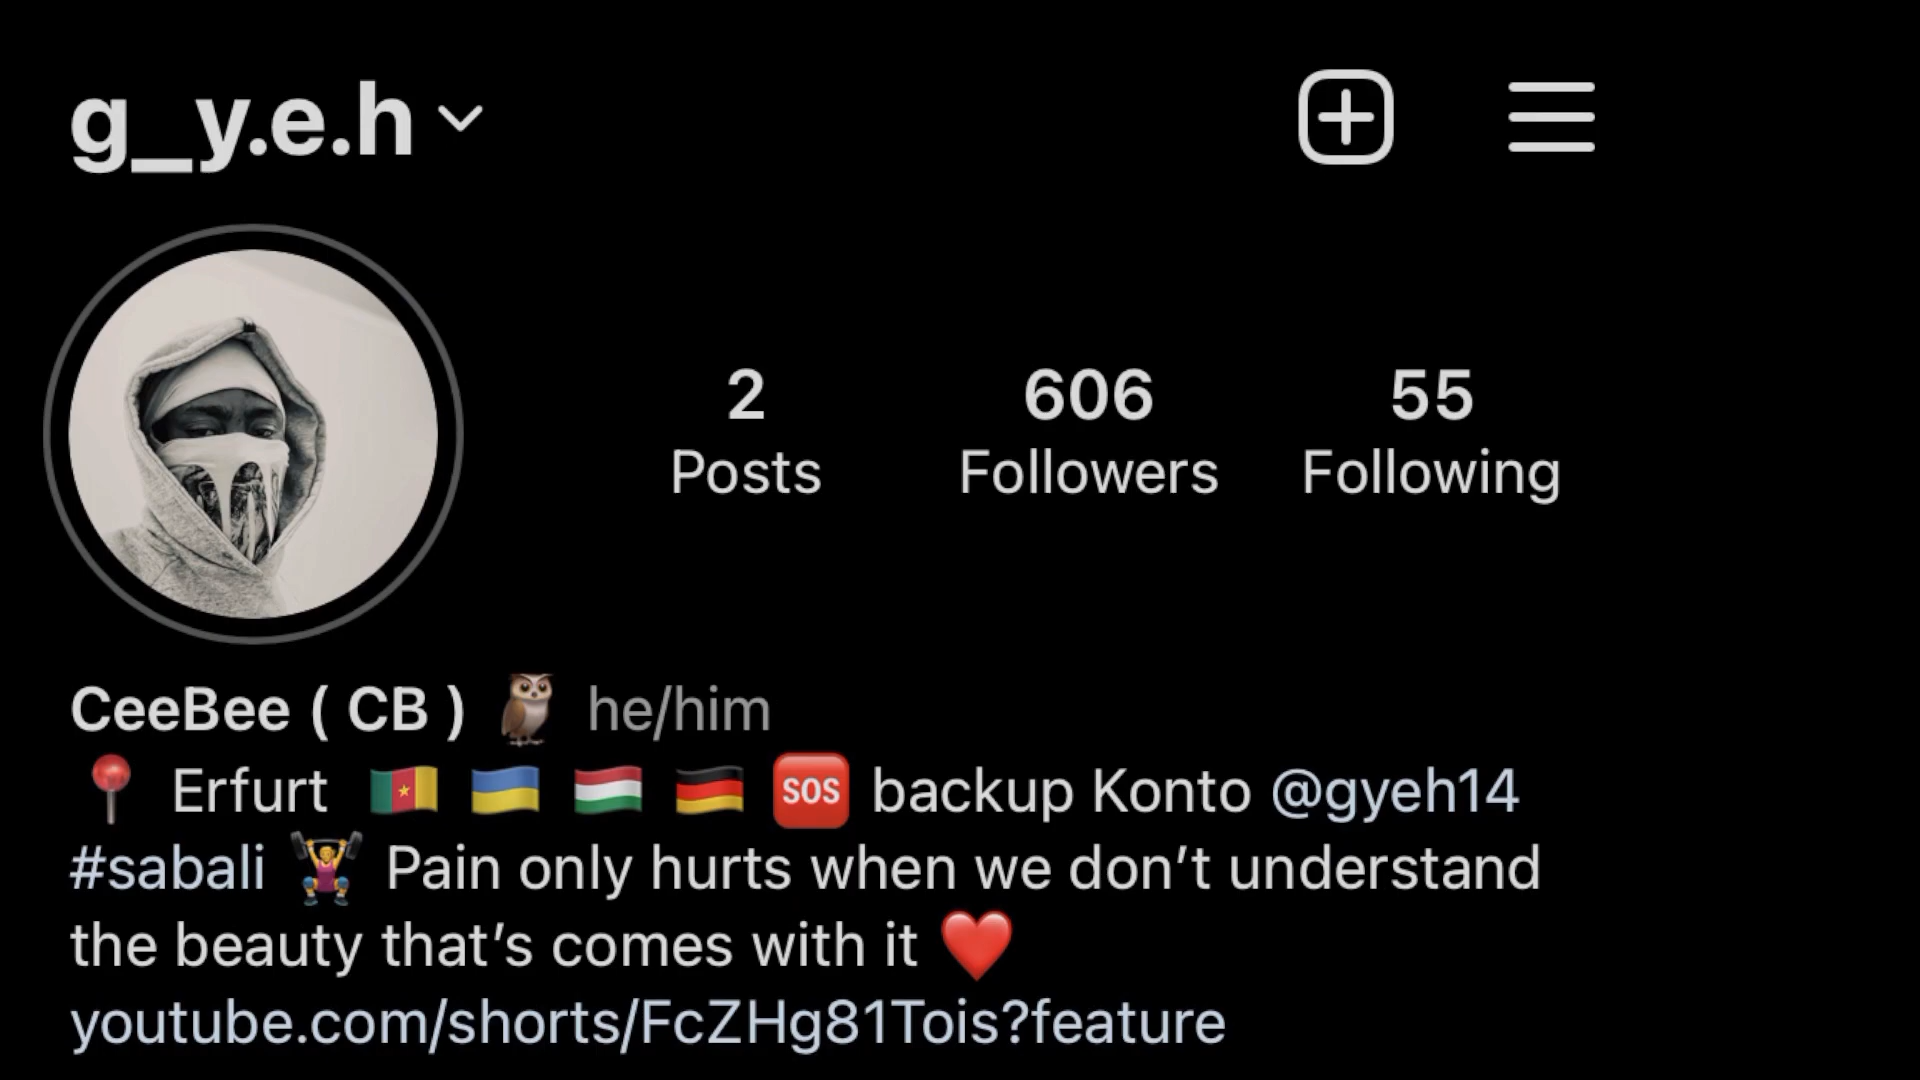 g_y.e.h
2 606 55
Posts Followers Following
CeeBee ( CB ) 🦉 he/him
📍 Erfurt 🇨🇲 🇺🇦 🇭🇺 🇩🇪 🆘 backup Konto @gyeh14
#sabali 🏋️ Pain only hurts when we don’t understand
the beauty that’s comes with it ❤️
youtube.com/shorts/FcZHg81Tois?feature